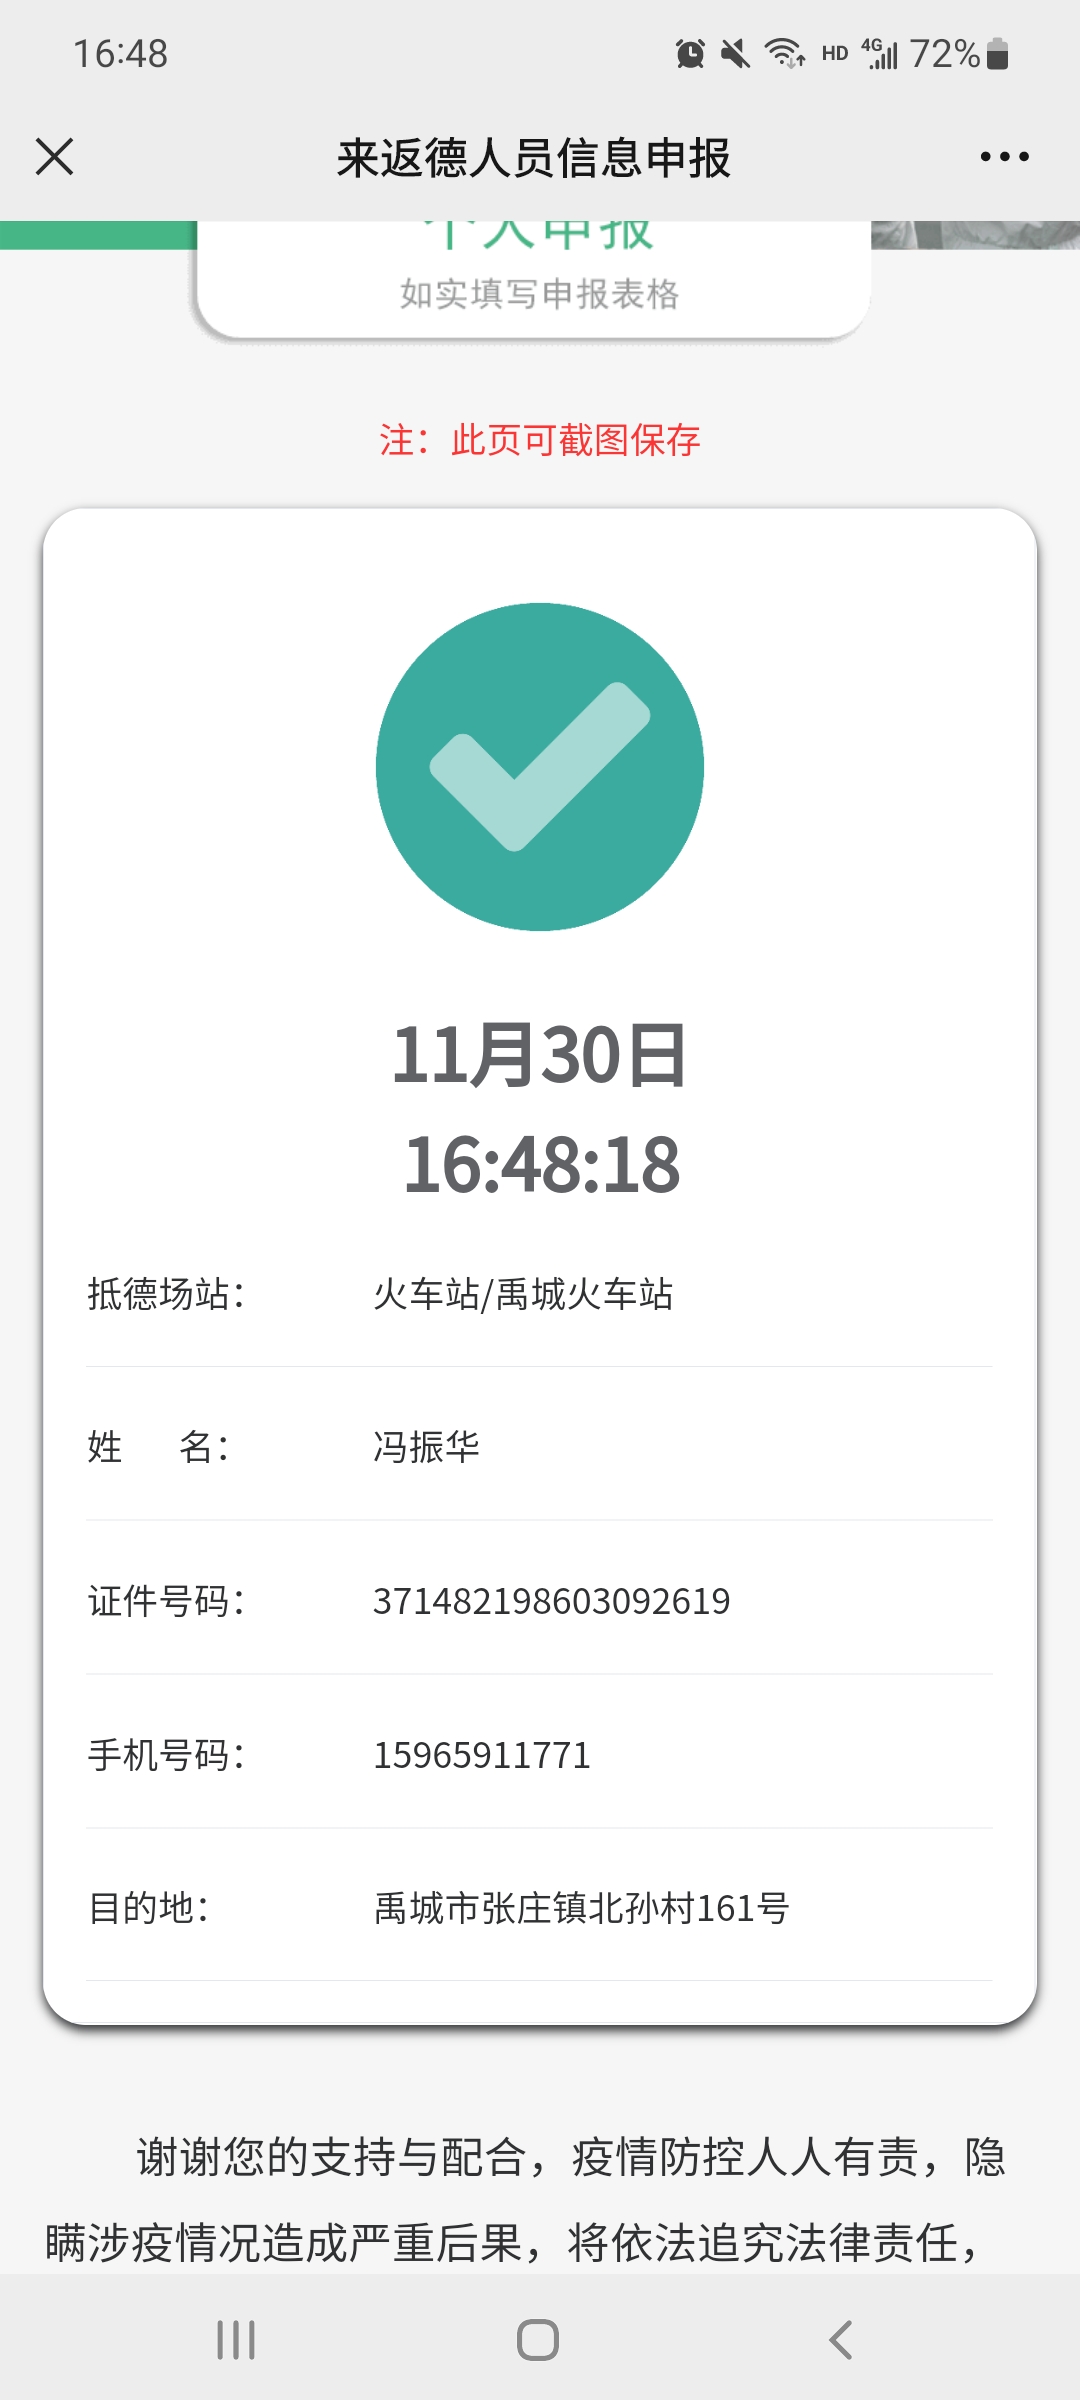 16:48
HD 4G 72%
来返德人员信息申报
个人申报
如实填写申报表格
注：此页可截图保存
11月30日
16:48:18
抵德场站： 火车站/禹城火车站
姓 名： 冯振华
证件号码： 371482198603092619
手机号码： 15965911771
目的地： 禹城市张庄镇北孙村161号
谢谢您的支持与配合，疫情防控人人有责，隐
瞒涉疫情况造成严重后果，将依法追究法律责任，